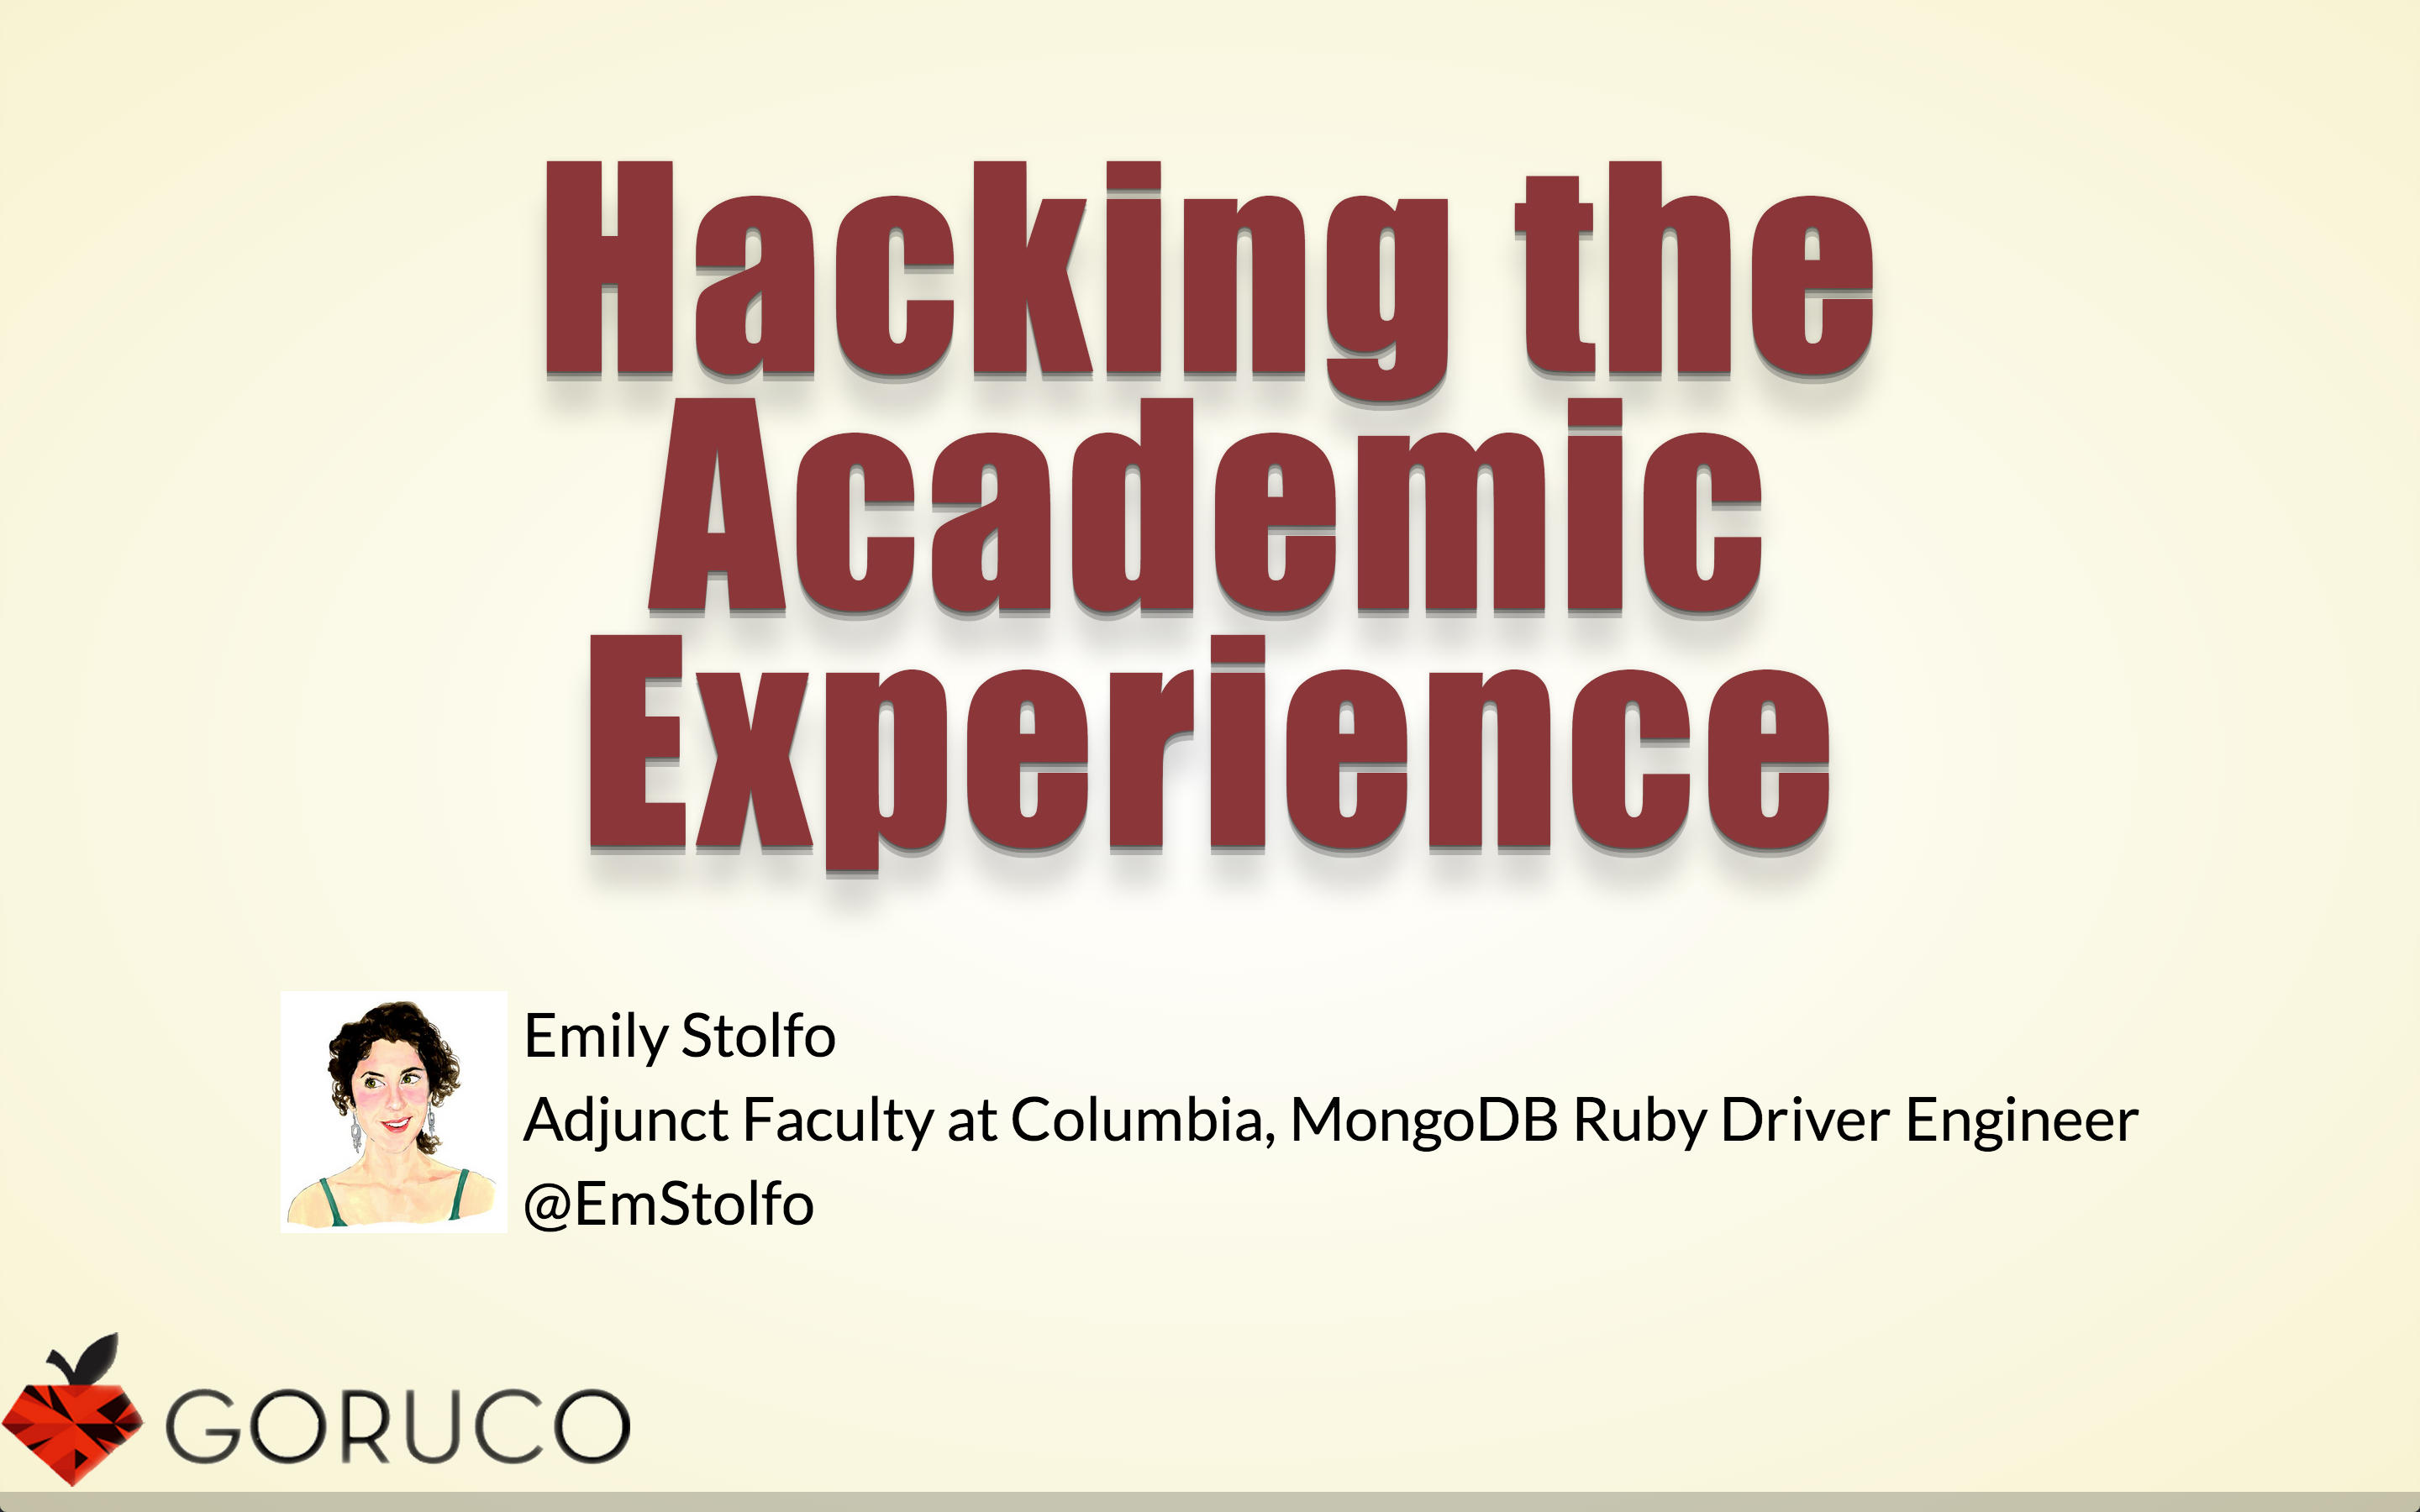 Hacking the
Academic
Experience
Emily Stolfo
Adjunct Faculty at Columbia, MongoDB Ruby Driver Engineer
@EmStolfo
GORUCO